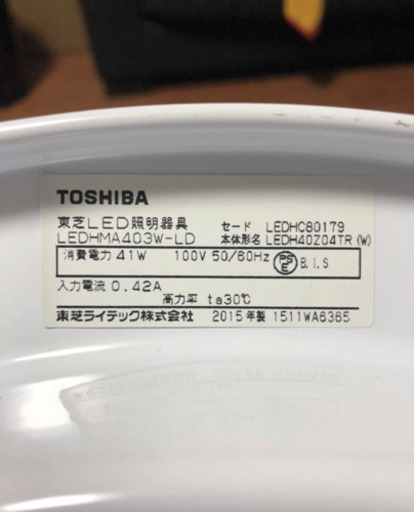 TOSHIBA
東芝LED照明器具 セード LEDHC80179
LEDHMA403W-LD 本体形名 LEDH40Z04TR (W)
消費電力 41W 100V 50/60Hz PSE B.I.S
入力電流 0.42A
高力率 ta30℃
東芝ライテック株式会社 2015年製 1511WA6365